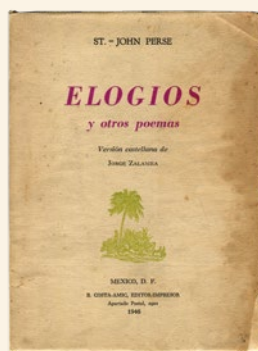 ST. - JOHN PERSE
ELOGIOS
y otros poemas
Versión castellana de
JORGE ZALAMEA
MEXICO, D. F.
B. COSTA-AMIC, EDITOR-IMPRESOR
Apartado Postal,
1946